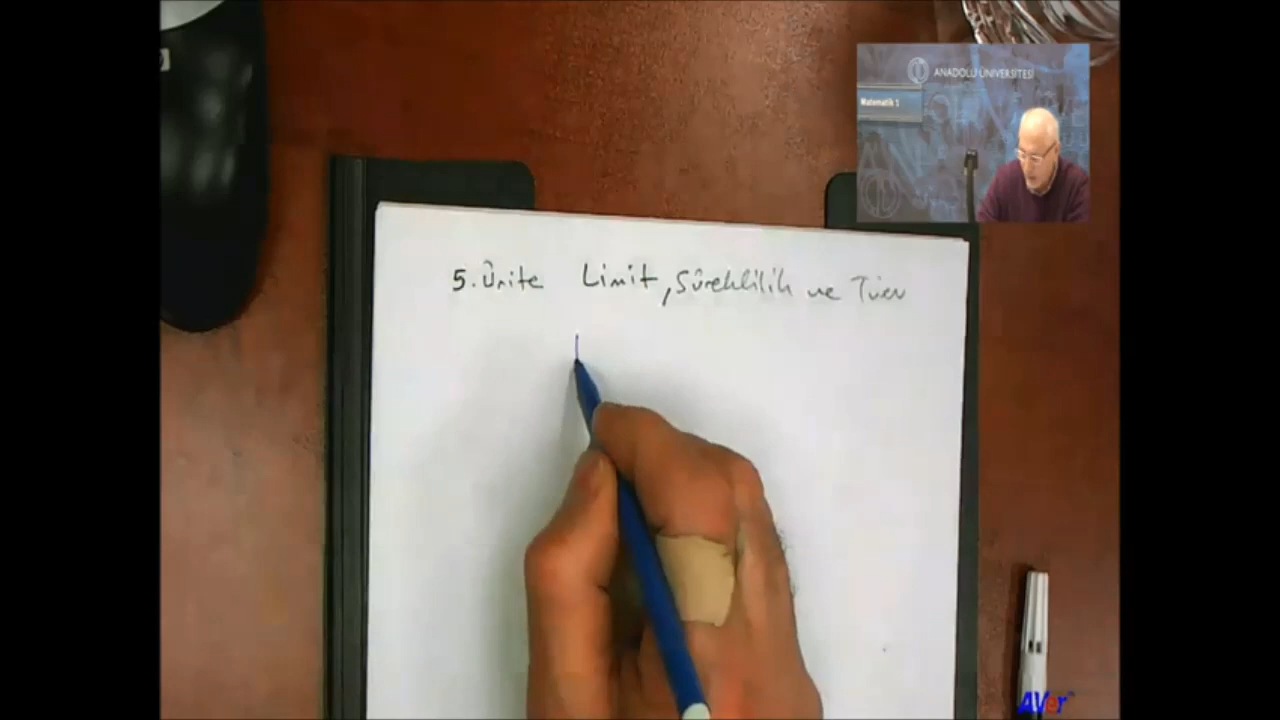 ANADOLU ÜNİVERSİTESİ
Matematik 1
5. Ünite Limit, Süreklilik ve Türev
AVer